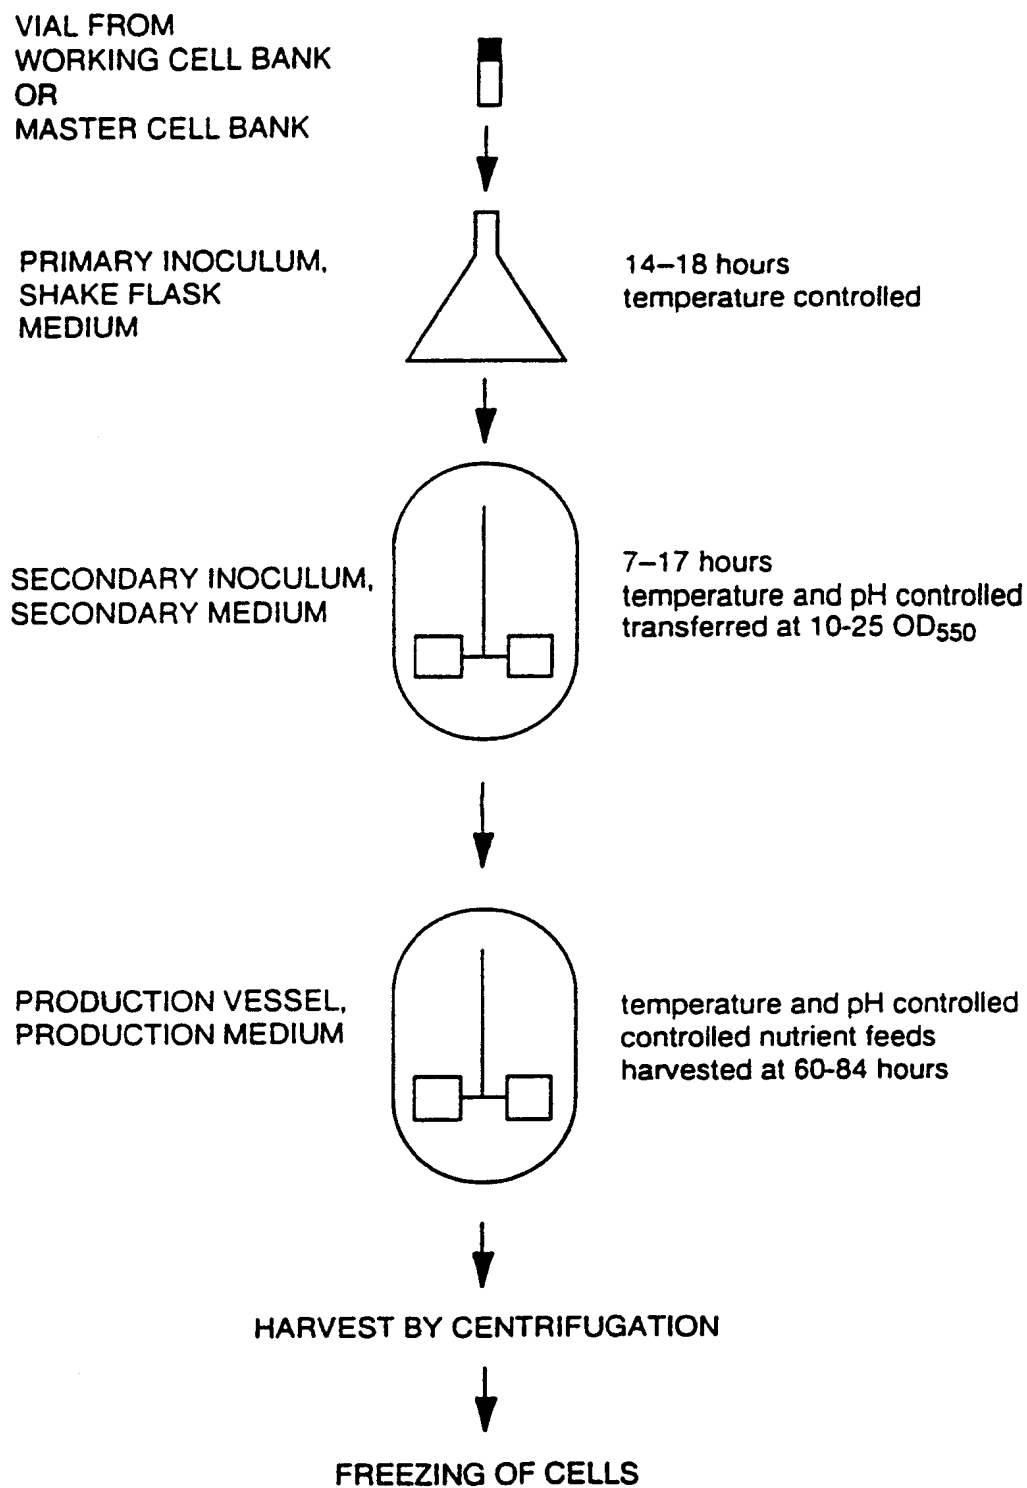 VIAL FROM
WORKING CELL BANK
OR
MASTER CELL BANK
PRIMARY INOCULUM,
SHAKE FLASK
MEDIUM
14–18 hours
temperature controlled
SECONDARY INOCULUM,
SECONDARY MEDIUM
7–17 hours
temperature and pH controlled
transferred at 10-25 OD550
PRODUCTION VESSEL,
PRODUCTION MEDIUM
temperature and pH controlled
controlled nutrient feeds
harvested at 60-84 hours
HARVEST BY CENTRIFUGATION
FREEZING OF CELLS